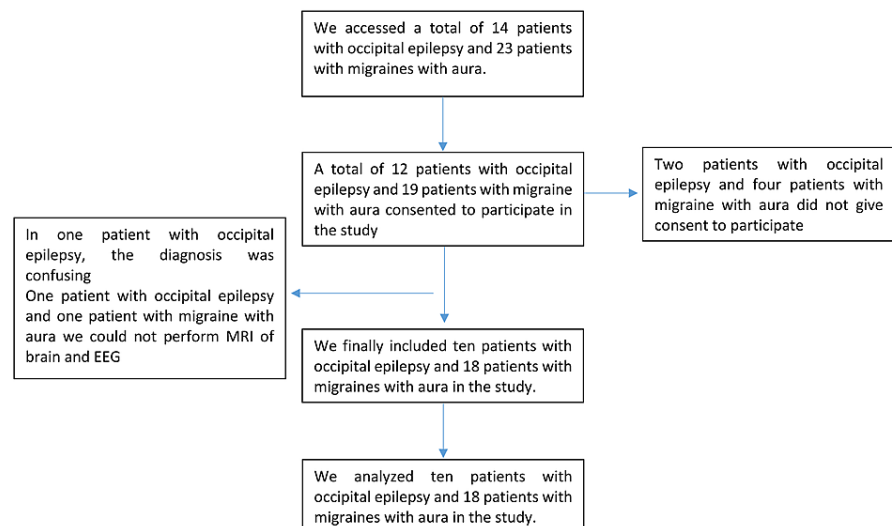 We accessed a total of 14 patients
with occipital epilepsy and 23 patients
with migraines with aura.
A total of 12 patients with occipital
epilepsy and 19 patients with migraine
with aura consented to participate in
the study
Two patients with occipital
epilepsy and four patients with
migraine with aura did not give
consent to participate
In one patient with occipital
epilepsy, the diagnosis was
confusing
One patient with occipital epilepsy
and one patient with migraine with
aura we could not perform MRI of
brain and EEG
We finally included ten patients with
occipital epilepsy and 18 patients with
migraines with aura in the study.
We analyzed ten patients with
occipital epilepsy and 18 patients with
migraines with aura in the study.